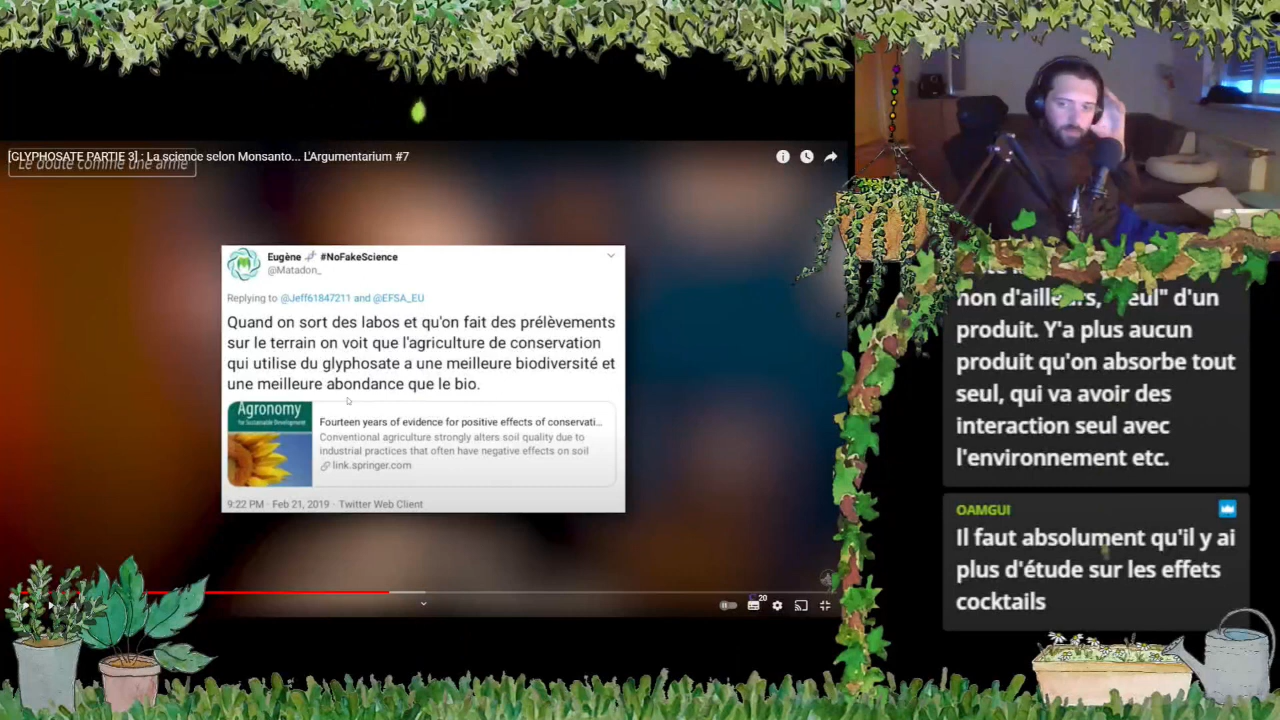 [GLYPHOSATE PARTIE 3] : La science selon Monsanto... L'Argumentarium #7
Le doute comme une arme
Eugène #NoFakeScience
@Matadon_
Replying to @Jeff61847211 and @EFSA_EU
Quand on sort des labos et qu'on fait des prélèvements
sur le terrain on voit que l'agriculture de conservation
qui utilise du glyphosate a une meilleure biodiversité et
une meilleure abondance que le bio.
Agronomy
for Sustainable Development
Fourteen years of evidence for positive effects of conservati...
Conventional agriculture strongly alters soil quality due to
industrial practices that often have negative effects on soil
link.springer.com
9:22 PM · Feb 21, 2019 · Twitter Web Client
20
non d'ailleurs, "seul" d'un
produit. Y'a plus aucun
produit qu'on absorbe tout
seul, qui va avoir des
interaction seul avec
l'environnement etc.
OAMGUI
Il faut absolument qu'il y ai
plus d'étude sur les effets
cocktails